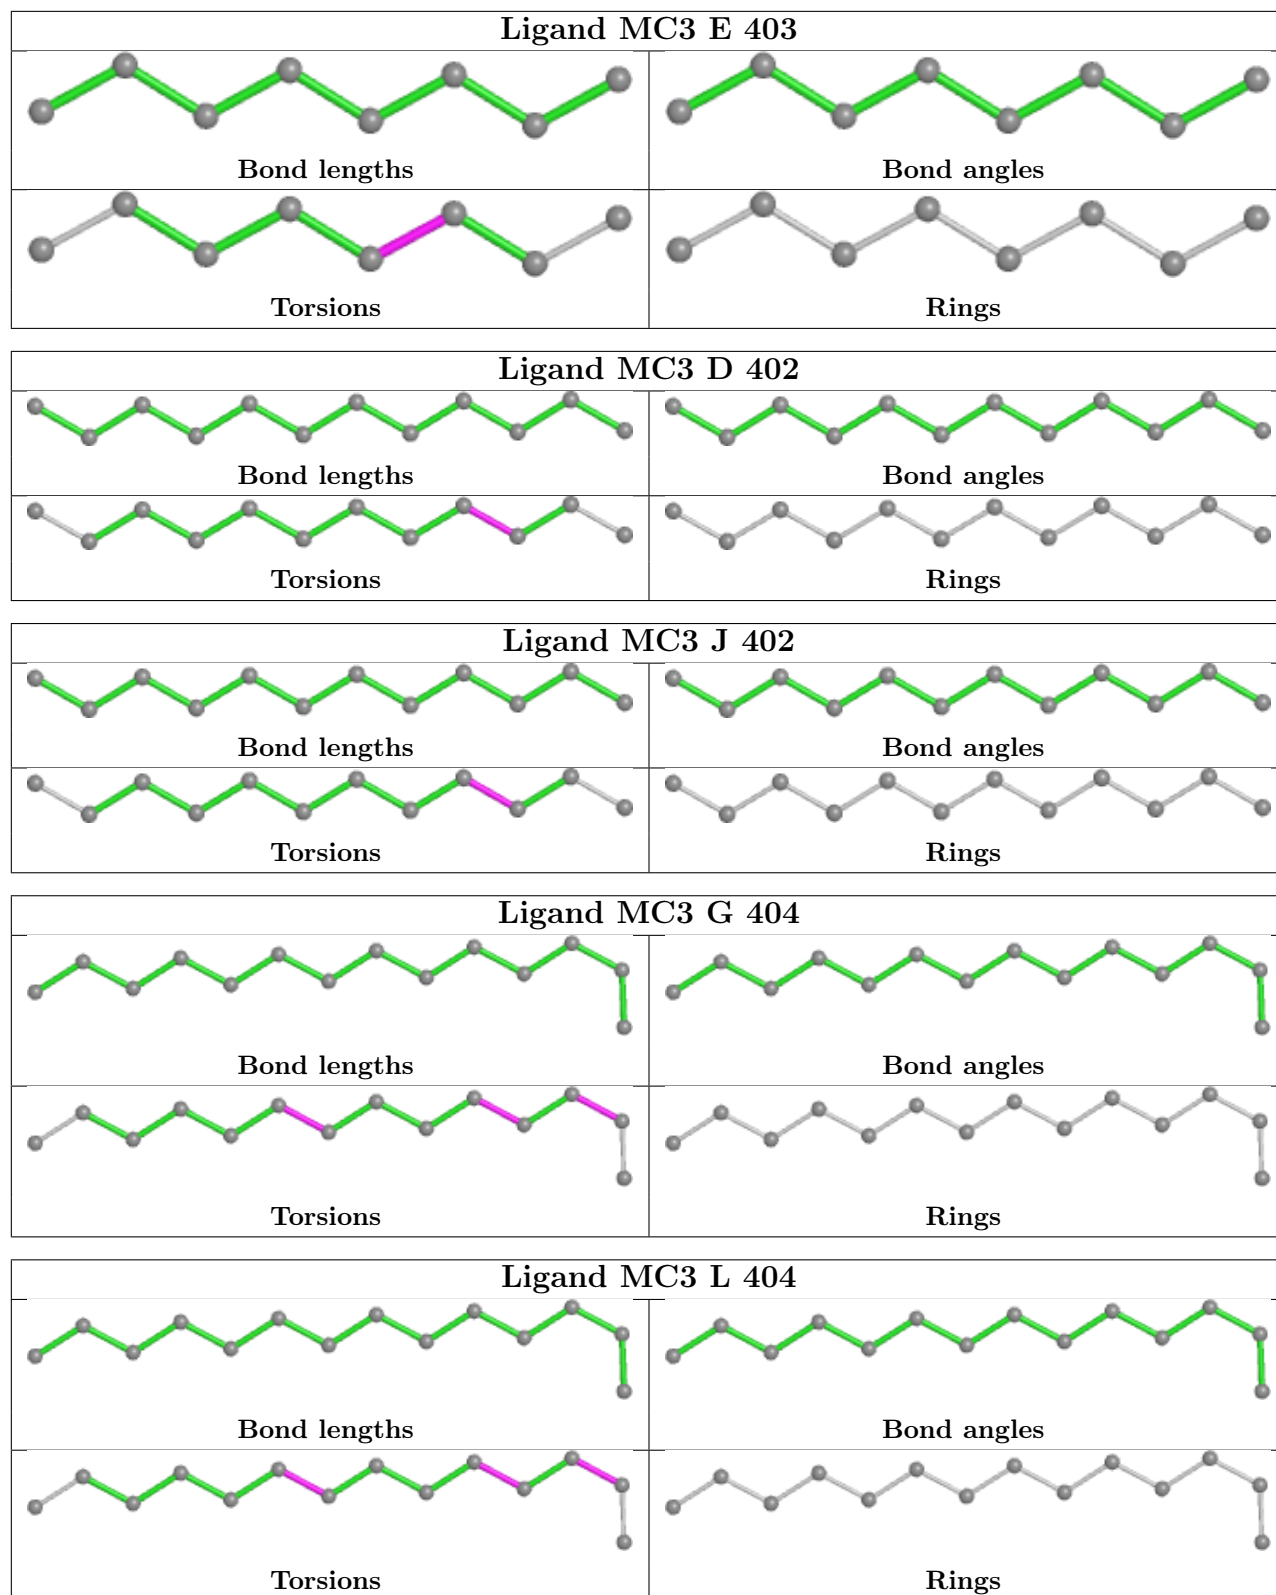 Ligand MC3 E 403
Bond lengths
Bond angles
Torsions
Rings
Ligand MC3 D 402
Bond lengths
Bond angles
Torsions
Rings
Ligand MC3 J 402
Bond lengths
Bond angles
Torsions
Rings
Ligand MC3 G 404
Bond lengths
Bond angles
Torsions
Rings
Ligand MC3 L 404
Bond lengths
Bond angles
Torsions
Rings